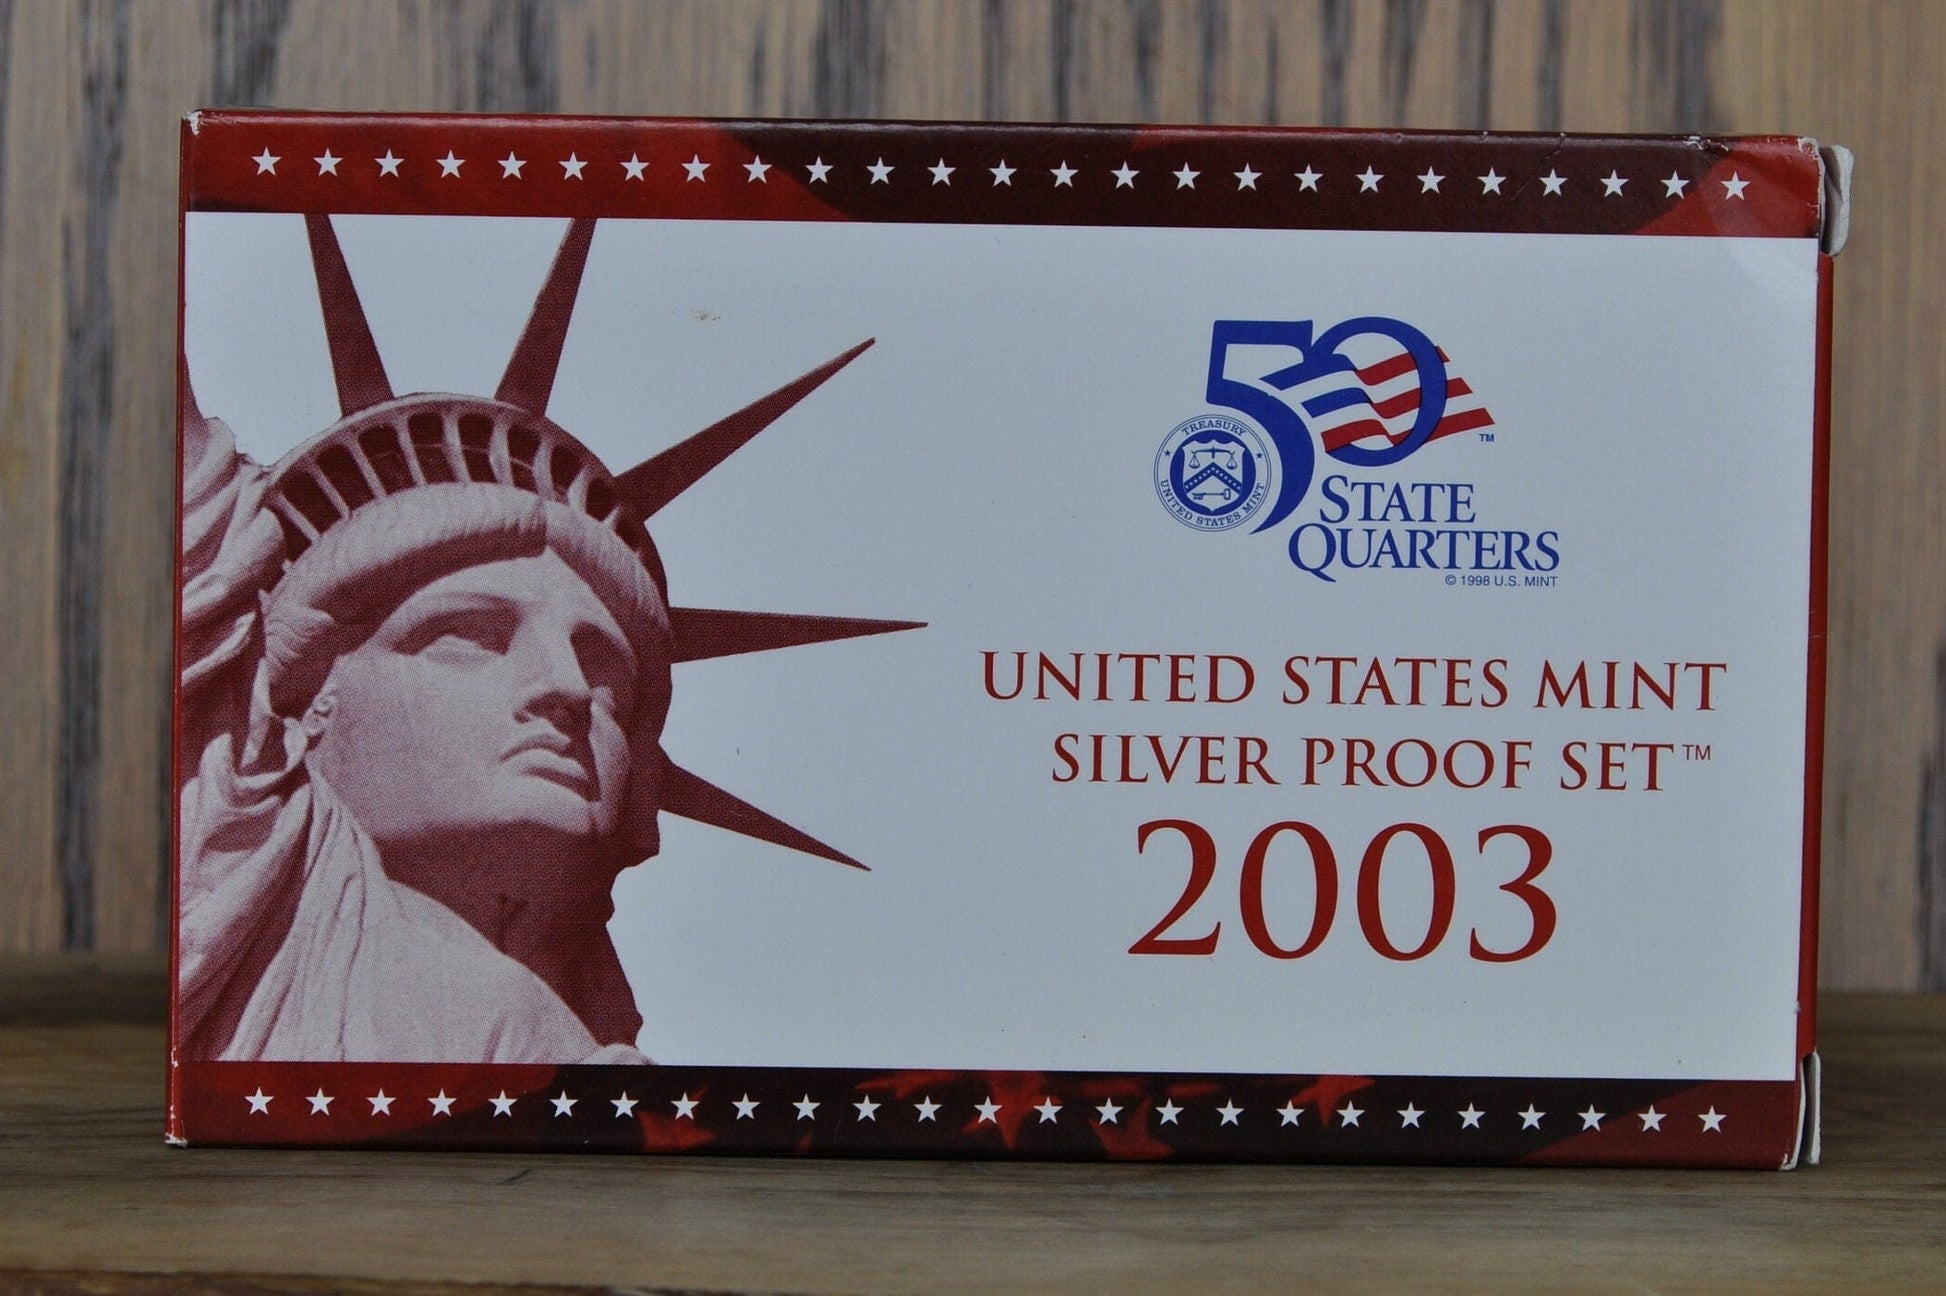 50
TREASURY
UNITED STATES MINT
TM
STATE
QUARTERS
© 1998 U.S. MINT
UNITED STATES MINT
SILVER PROOF SET™
2003